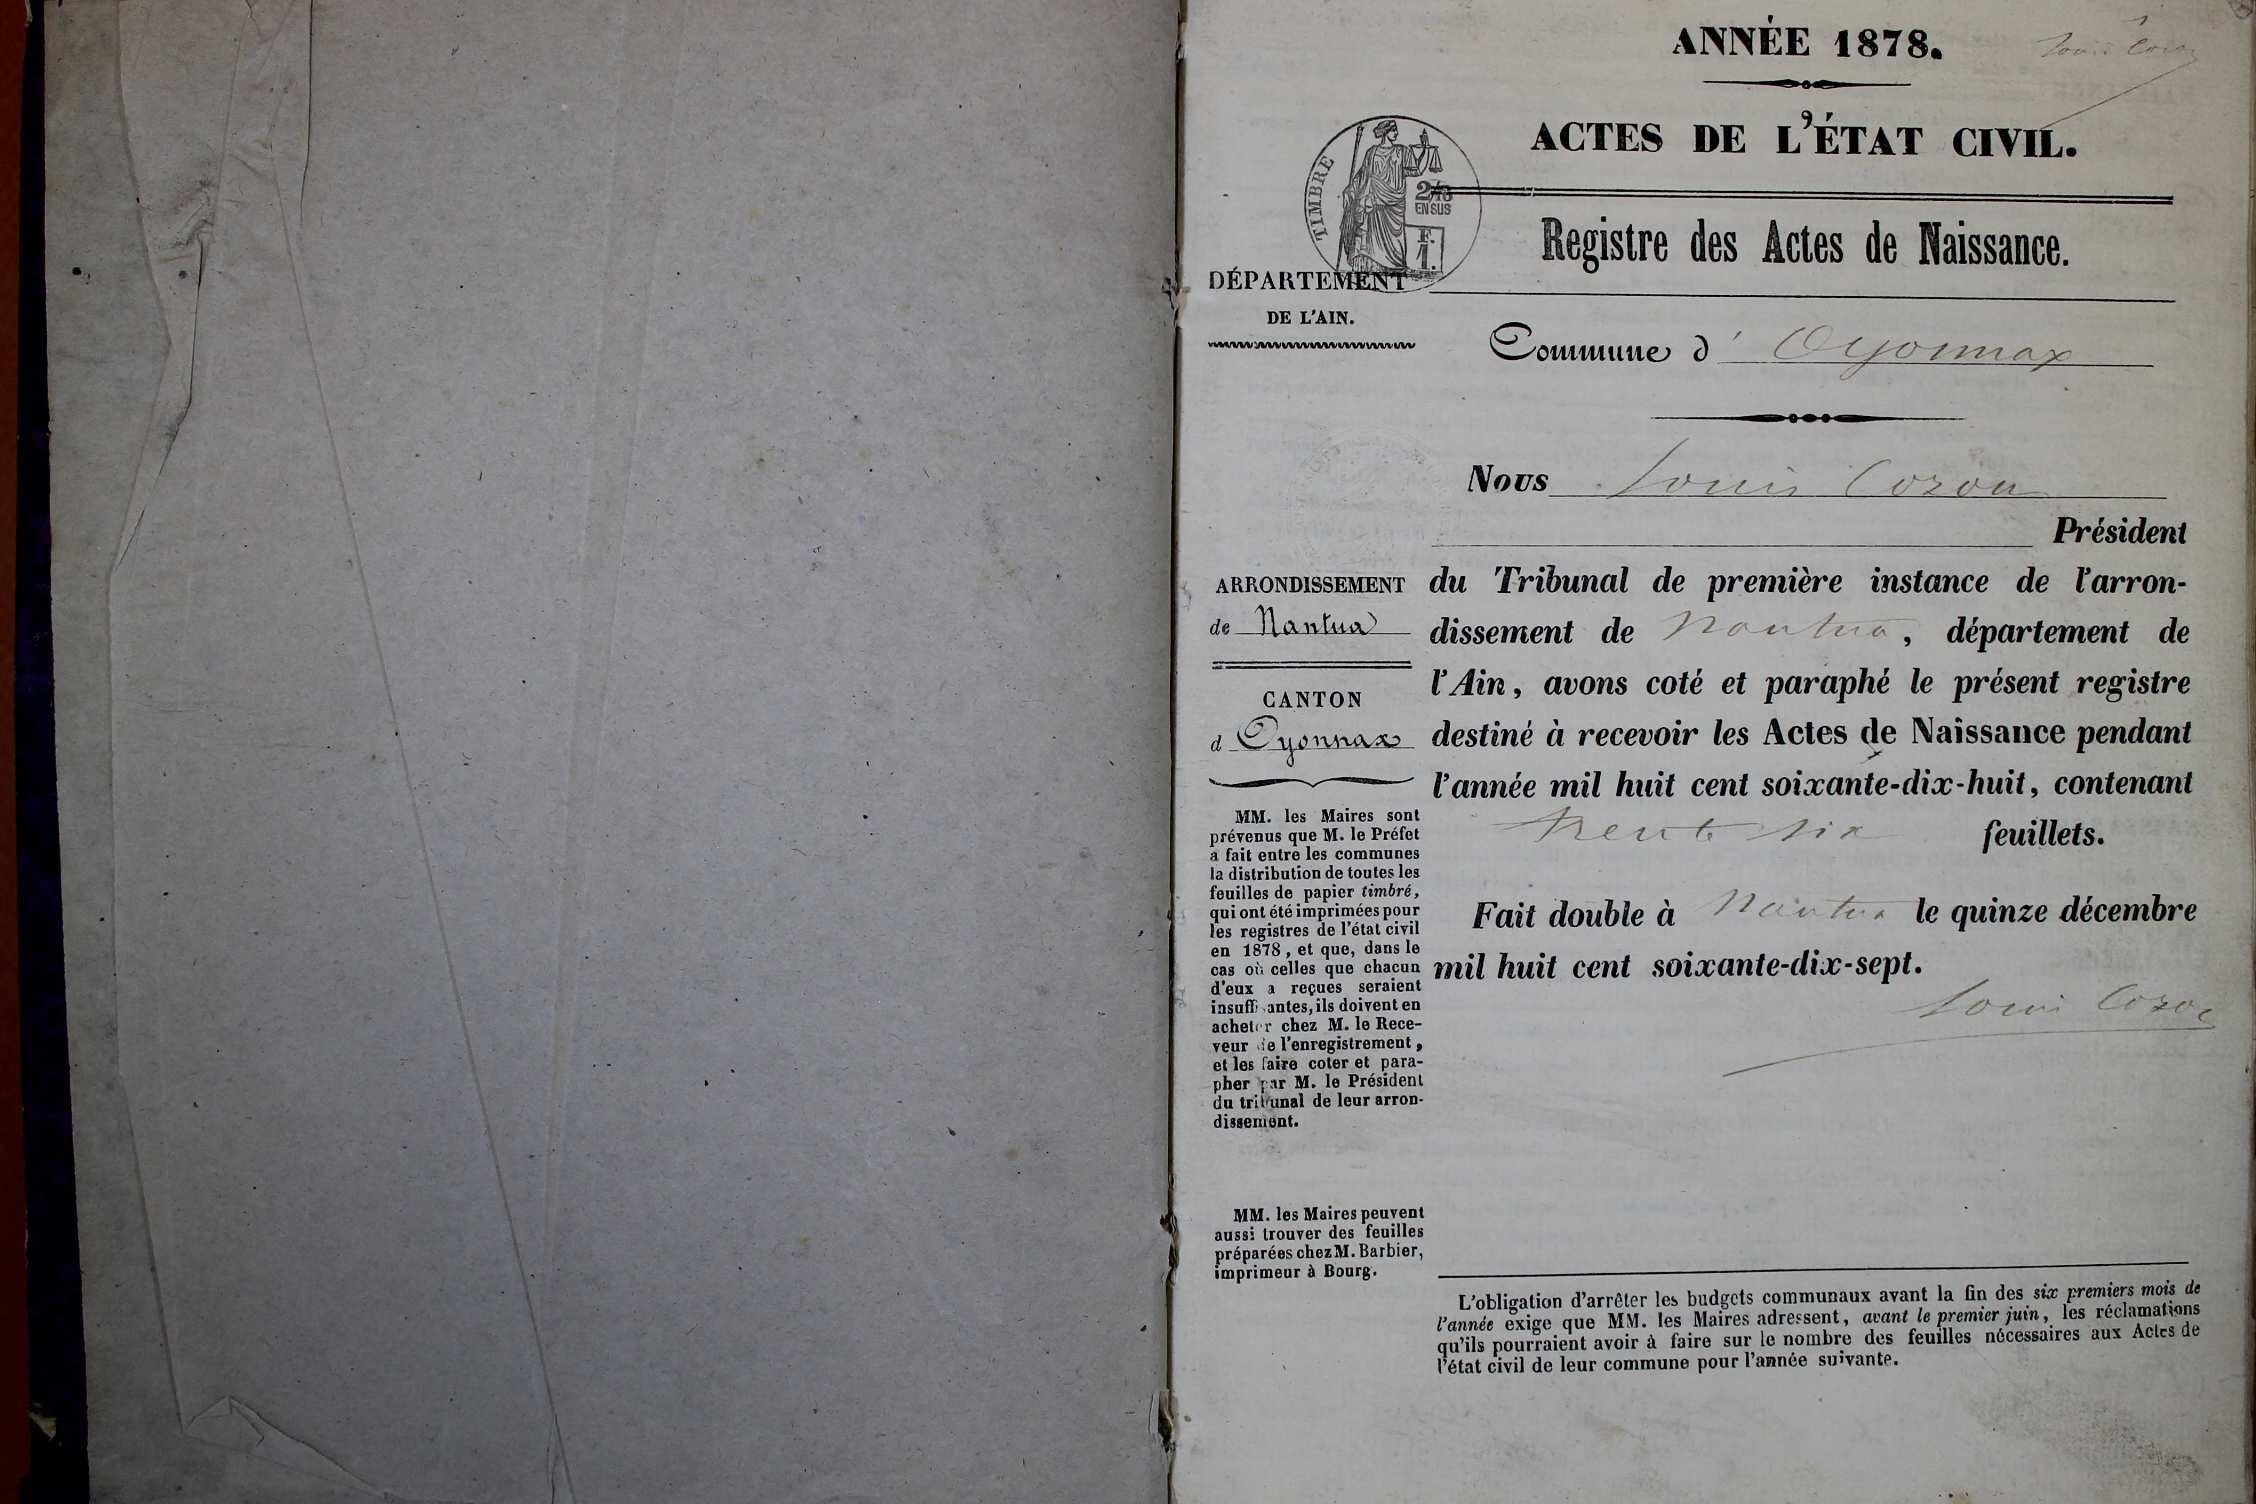 ANNÉE 1878.
Louis Cozon
ACTES DE L'ÉTAT CIVIL.
TIMBRE
2/10
EN SUS
F.
1.
Registre des Actes de Naissance.
DÉPARTEMENT
DE L'AIN.
Commune d' Oyonnax
Nous Louis Cozon
Président
du Tribunal de première instance de l'arron-
dissement de Nantua, département de
l'Ain, avons coté et paraphé le présent registre
destiné à recevoir les Actes de Naissance pendant
l'année mil huit cent soixante-dix-huit, contenant
trente six feuillets.
Fait double à Nantua le quinze décembre
mil huit cent soixante-dix-sept.
Louis Cozon
ARRONDISSEMENT
de Nantua
CANTON
d Oyonnax
MM. les Maires sont
prévenus que M. le Préfet
a fait entre les communes
la distribution de toutes les
feuilles de papier timbré,
qui ont été imprimées pour
les registres de l'état civil
en 1878, et que, dans le
cas où celles que chacun
d'eux a reçues seraient
insuffisantes, ils doivent en
acheter chez M. le Rece-
veur de l'enregistrement,
et les faire coter et para-
pher par M. le Président
du tribunal de leur arron-
dissement.
MM. les Maires peuvent
aussi trouver des feuilles
préparées chez M. Barbier,
imprimeur à Bourg.
L'obligation d'arrêter les budgets communaux avant la fin des six premiers mois de
l'année exige que MM. les Maires adressent, avant le premier juin, les réclamations
qu'ils pourraient avoir à faire sur le nombre des feuilles nécessaires aux Actes de
l'état civil de leur commune pour l'année suivante.